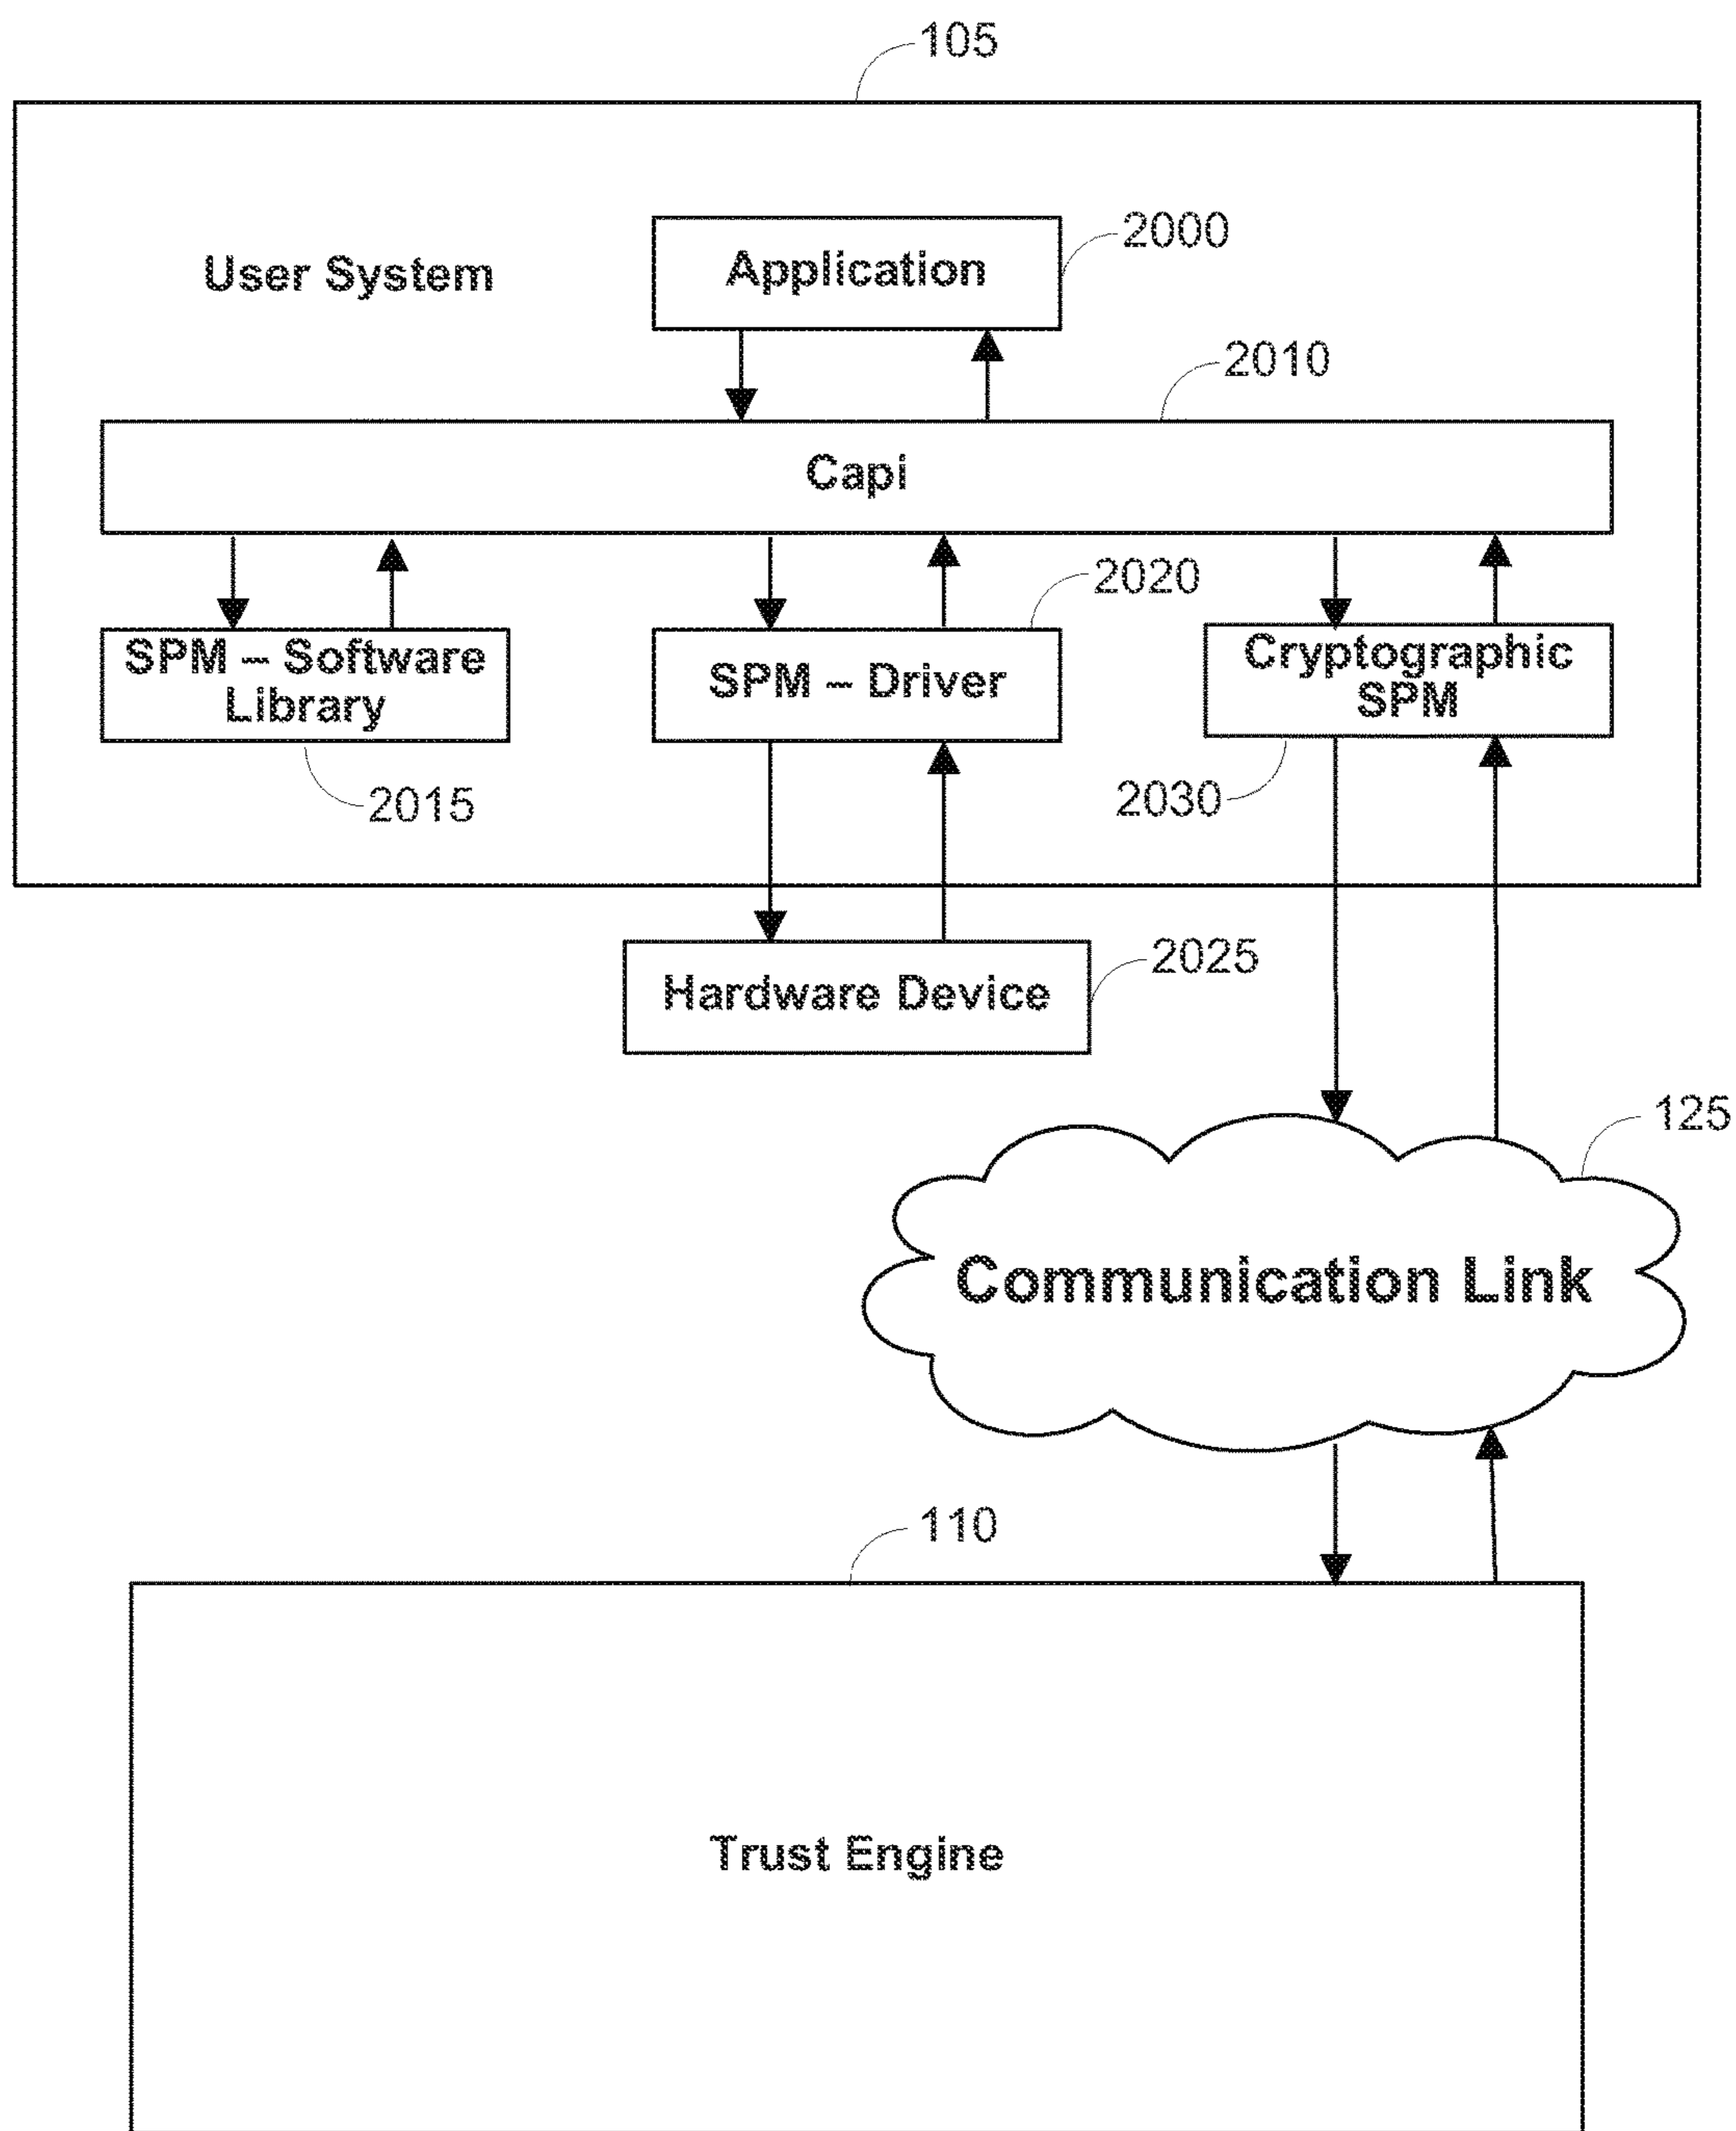 105
User System
Application
2000
2010
Capi
2020
SPM – Software
Library
SPM – Driver
Cryptographic
SPM
2015
2030
Hardware Device
2025
125
Communication Link
110
Trust Engine